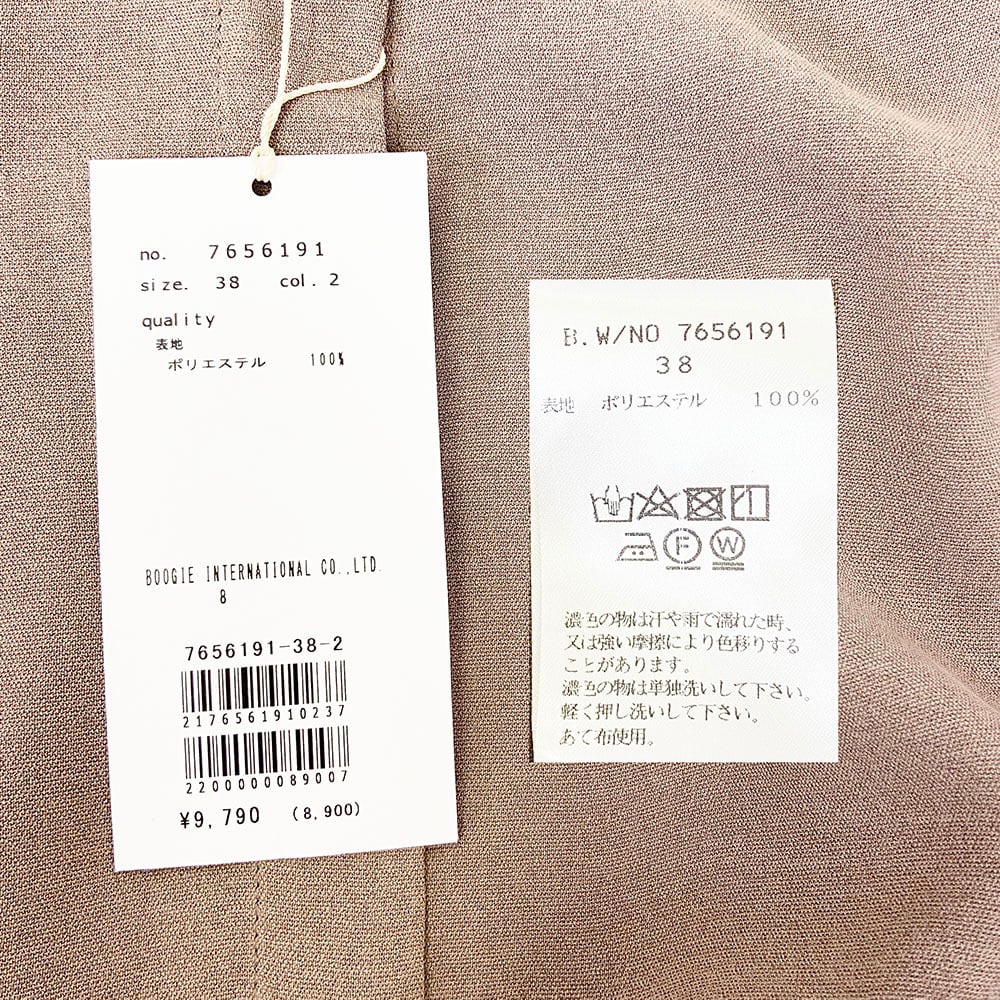 no. 7656191
size. 38 col. 2
quality
表地
ポリエステル 100%
BOOGIE INTERNATIONAL CO.,LTD.
8
7656191-38-2
2176561910237
2200000089007
¥9,790 (8,900)
B.W/NO 7656191
38
表地 ポリエステル 100%
F W
濃色の物は汗や雨で濡れた時、
又は強い摩擦により色移りする
ことがあります。
濃色の物は単独洗いして下さい。
軽く押し洗いして下さい。
あて布使用。